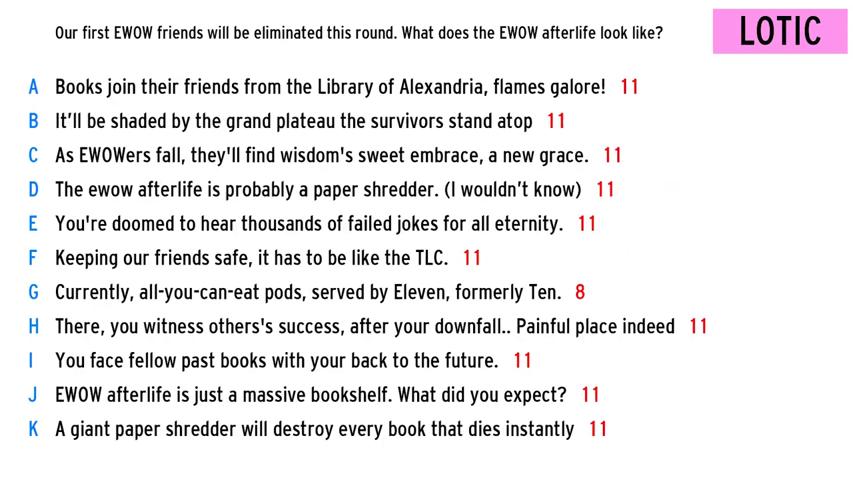 Our first EWOW friends will be eliminated this round. What does the EWOW afterlife look like?
LOTIC
A Books join their friends from the Library of Alexandria, flames galore! 11
B It'll be shaded by the grand plateau the survivors stand atop 11
C As EWOWers fall, they'll find wisdom's sweet embrace, a new grace. 11
D The ewow afterlife is probably a paper shredder. (I wouldn't know) 11
E You're doomed to hear thousands of failed jokes for all eternity. 11
F Keeping our friends safe, it has to be like the TLC. 11
G Currently, all-you-can-eat pods, served by Eleven, formerly Ten. 8
H There, you witness others's success, after your downfall.. Painful place indeed 11
I You face fellow past books with your back to the future. 11
J EWOW afterlife is just a massive bookshelf. What did you expect? 11
K A giant paper shredder will destroy every book that dies instantly 11